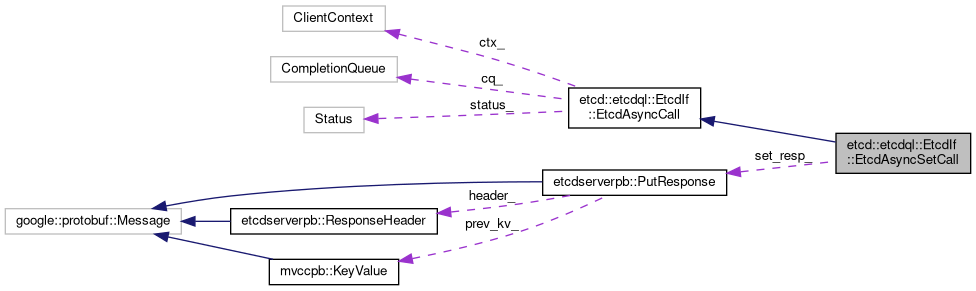 ClientContext
ctx_
CompletionQueue
cq_
etcd::etcdql::EtcdIf
::EtcdAsyncCall
status_
Status
etcd::etcdql::EtcdIf
::EtcdAsyncSetCall
set_resp_
etcdserverpb::PutResponse
header_
google::protobuf::Message
etcdserverpb::ResponseHeader
prev_kv_
mvccpb::KeyValue